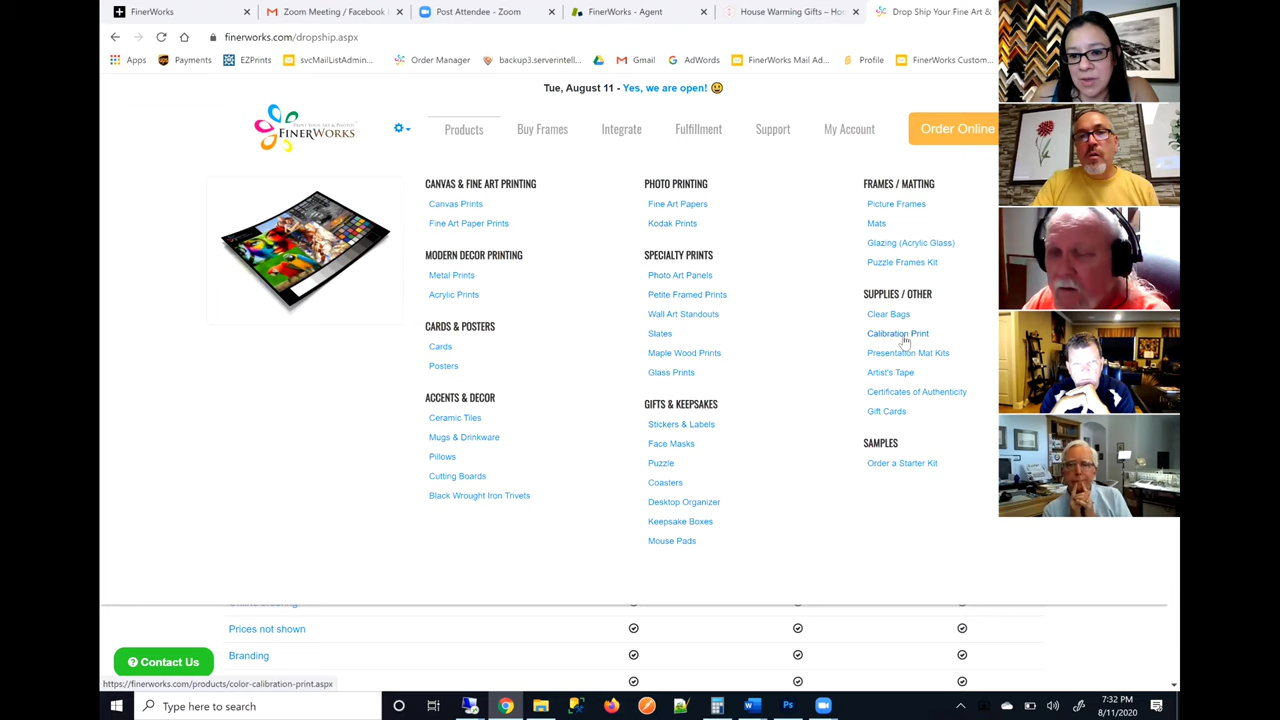 FinerWorks
Zoom Meeting / Facebook
Post Attendee - Zoom
FinerWorks - Agent
House Warming Gifts – Ho
Drop Ship Your Fine Art &
finerworks.com/dropship.aspx
Apps
Payments
EZPrints
svcMailListAdmin...
Order Manager
backup3.serverintell...
Gmail
AdWords
FinerWorks Mail Ad...
Profile
FinerWorks Custom...
Tue, August 11 - Yes, we are open!
FINERWORKS
Products
Buy Frames
Integrate
Fulfillment
Support
My Account
Order Online
CANVAS & FINE ART PRINTING
Canvas Prints
Fine Art Paper Prints
MODERN DECOR PRINTING
Metal Prints
Acrylic Prints
CARDS & POSTERS
Cards
Posters
ACCENTS & DECOR
Ceramic Tiles
Mugs & Drinkware
Pillows
Cutting Boards
Black Wrought Iron Trivets
PHOTO PRINTING
Fine Art Papers
Kodak Prints
SPECIALTY PRINTS
Photo Art Panels
Petite Framed Prints
Wall Art Standouts
Slates
Maple Wood Prints
Glass Prints
GIFTS & KEEPSAKES
Stickers & Labels
Face Masks
Puzzle
Coasters
Desktop Organizer
Keepsake Boxes
Mouse Pads
FRAMES / MATTING
Picture Frames
Mats
Glazing (Acrylic Glass)
Puzzle Frames Kit
SUPPLIES / OTHER
Clear Bags
Calibration Print
Presentation Mat Kits
Artist's Tape
Certificates of Authenticity
Gift Cards
SAMPLES
Order a Starter Kit
Prices not shown
Branding
Contact Us
https://finerworks.com/products/color-calibration-print.aspx
Type here to search
7:32 PM
8/11/2020